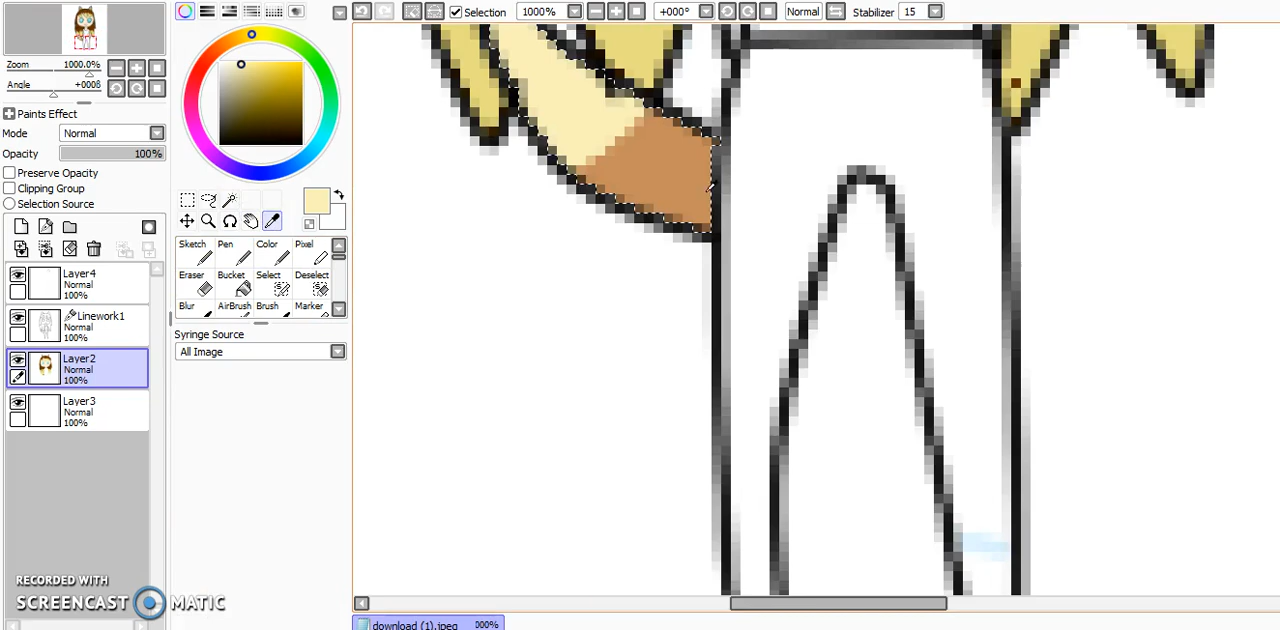 Selection 1000% +000° Normal Stabilizer 15
Zoom 1000.0%
Angle +000ß
Paints Effect
Mode Normal
Opacity 100%
Preserve Opacity
Clipping Group
Selection Source
Layer4
Normal
100%
Linework1
Normal
100%
Layer2
Normal
100%
Layer3
Normal
100%
Sketch Pen Color Pixel
Eraser Bucket Select Deselect
Blur AirBrush Brush Marker
Syringe Source
All Image
RECORDED WITH
SCREENCAST MATIC
download (1).jpeg 000%